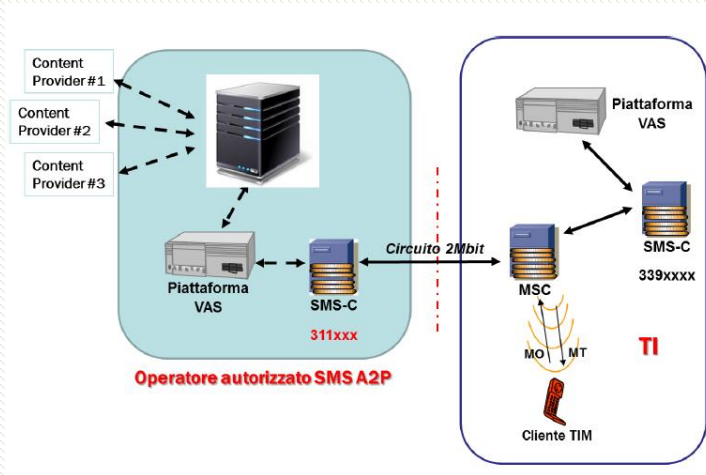 Content
Provider #1
Content
Provider #2
Content
Provider #3
Piattaforma
VAS
SMS-C
311xxx
Operatore autorizzato SMS A2P
Circuito 2Mbit
Piattaforma
VAS
SMS-C
339xxxx
MSC
MO
MT
TI
Cliente TIM